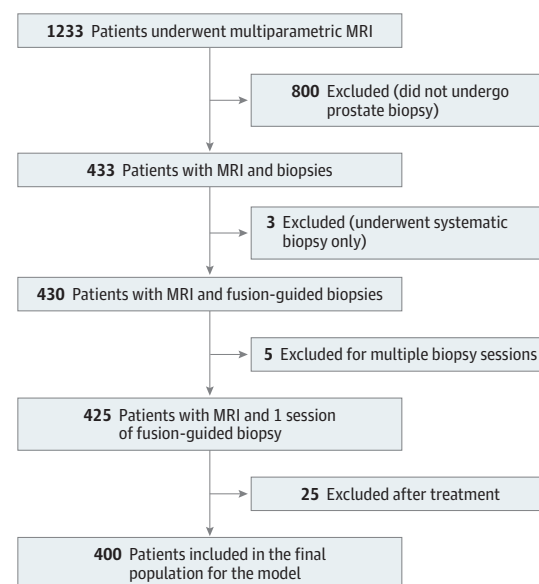 1233 Patients underwent multiparametric MRI
800 Excluded (did not undergo
prostate biopsy)
433 Patients with MRI and biopsies
3 Excluded (underwent systematic
biopsy only)
430 Patients with MRI and fusion-guided biopsies
5 Excluded for multiple biopsy sessions
425 Patients with MRI and 1 session
of fusion-guided biopsy
25 Excluded after treatment
400 Patients included in the final
population for the model